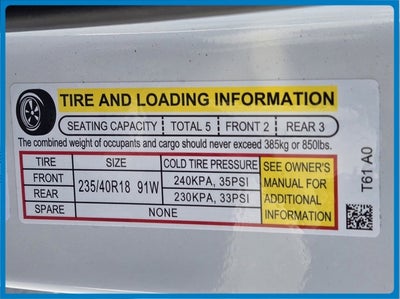 TIRE AND LOADING INFORMATION
SEATING CAPACITY | TOTAL 5 | FRONT 2 | REAR 3
The combined weight of occupants and cargo should never exceed 385kg or 850lbs.
TIRE SIZE COLD TIRE PRESSURE
FRONT 235/40R18 91W 240KPA, 35PSI
REAR 230KPA, 33PSI
SPARE NONE
SEE OWNER'S
MANUAL FOR
ADDITIONAL
INFORMATION
T61 A0